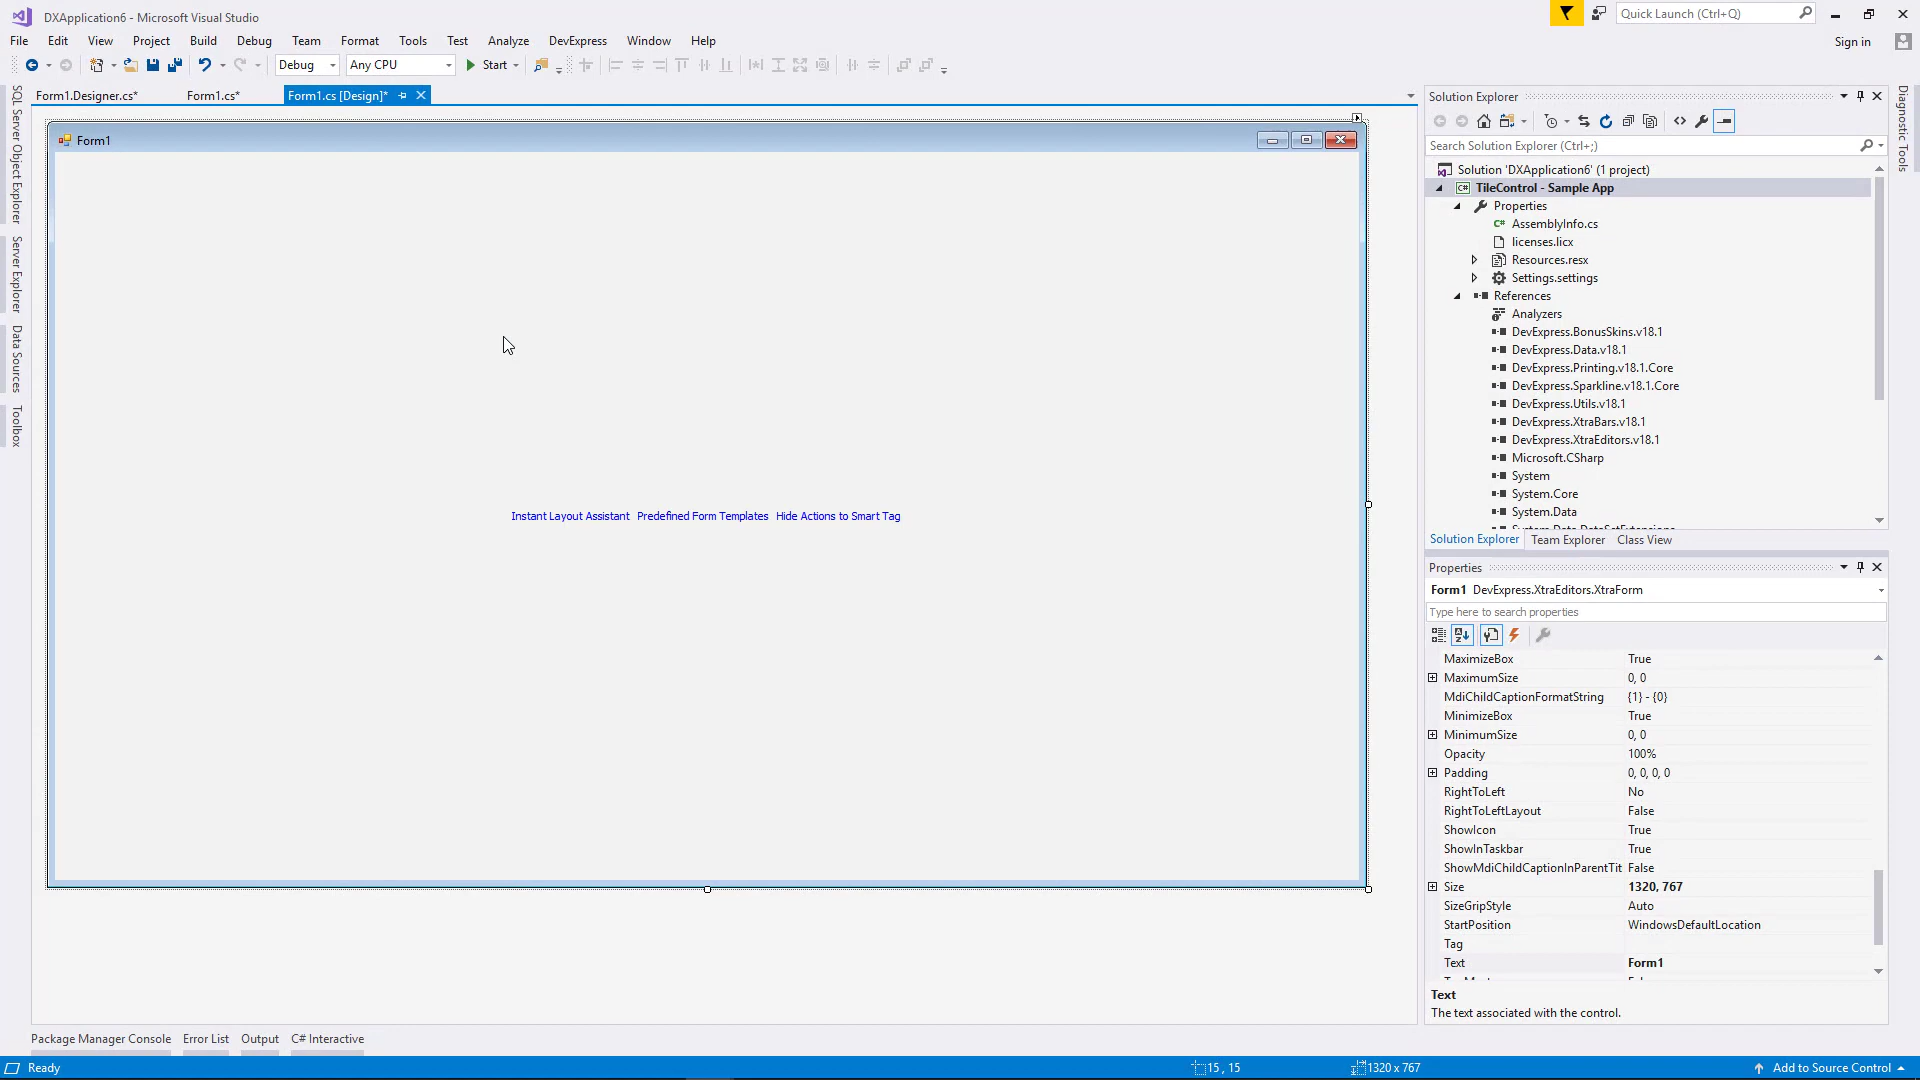 DXApplication6 - Microsoft Visual Studio
Quick Launch (Ctrl+Q)
File Edit View Project Build Debug Team Format Tools Test Analyze DevExpress Window Help
Sign in
Debug Any CPU Start
Form1.Designer.cs* Form1.cs* Form1.cs [Design]*
SQL Server Object Explorer
Server Explorer
Data Sources
Toolbox
Form1
Instant Layout Assistant Predefined Form Templates Hide Actions to Smart Tag
Solution Explorer
Search Solution Explorer (Ctrl+;)
Solution 'DXApplication6' (1 project)
C# TileControl - Sample App
Properties
C# AssemblyInfo.cs
licenses.licx
Resources.resx
Settings.settings
References
Analyzers
DevExpress.BonusSkins.v18.1
DevExpress.Data.v18.1
DevExpress.Printing.v18.1.Core
DevExpress.Sparkline.v18.1.Core
DevExpress.Utils.v18.1
DevExpress.XtraBars.v18.1
DevExpress.XtraEditors.v18.1
Microsoft.CSharp
System
System.Core
System.Data
System.Data.DataSetExtensions
Solution Explorer Team Explorer Class View
Diagnostic Tools
Properties
Form1 DevExpress.XtraEditors.XtraForm
Type here to search properties
MaximizeBox True
MaximumSize 0, 0
MdiChildCaptionFormatString {1} - {0}
MinimizeBox True
MinimumSize 0, 0
Opacity 100%
Padding 0, 0, 0, 0
RightToLeft No
RightToLeftLayout False
ShowIcon True
ShowInTaskbar True
ShowMdiChildCaptionInParentTit False
Size 1320, 767
SizeGripStyle Auto
StartPosition WindowsDefaultLocation
Tag
Text Form1
Text
The text associated with the control.
Package Manager Console Error List Output C# Interactive
Ready 15 , 15 1320 x 767 Add to Source Control